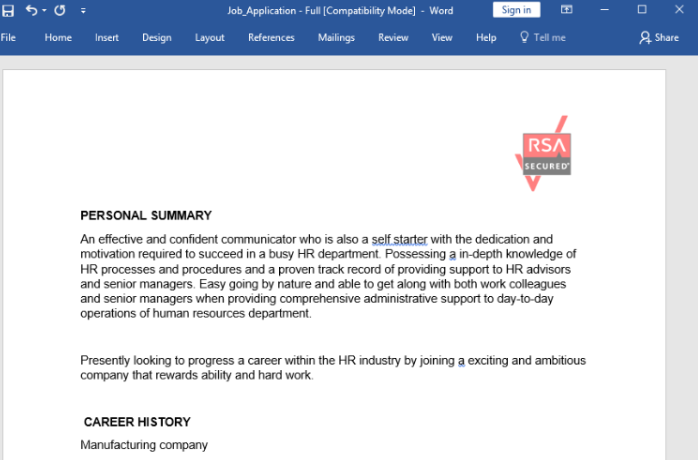 Job_Application - Full [Compatibility Mode] - Word
Sign in
File Home Insert Design Layout References Mailings Review View Help Tell me Share
RSA
SECURED
PERSONAL SUMMARY
An effective and confident communicator who is also a self starter with the dedication and
motivation required to succeed in a busy HR department. Possessing a in-depth knowledge of
HR processes and procedures and a proven track record of providing support to HR advisors
and senior managers. Easy going by nature and able to get along with both work colleagues
and senior managers when providing comprehensive administrative support to day-to-day
operations of human resources department.
Presently looking to progress a career within the HR industry by joining a exciting and ambitious
company that rewards ability and hard work.
CAREER HISTORY
Manufacturing company